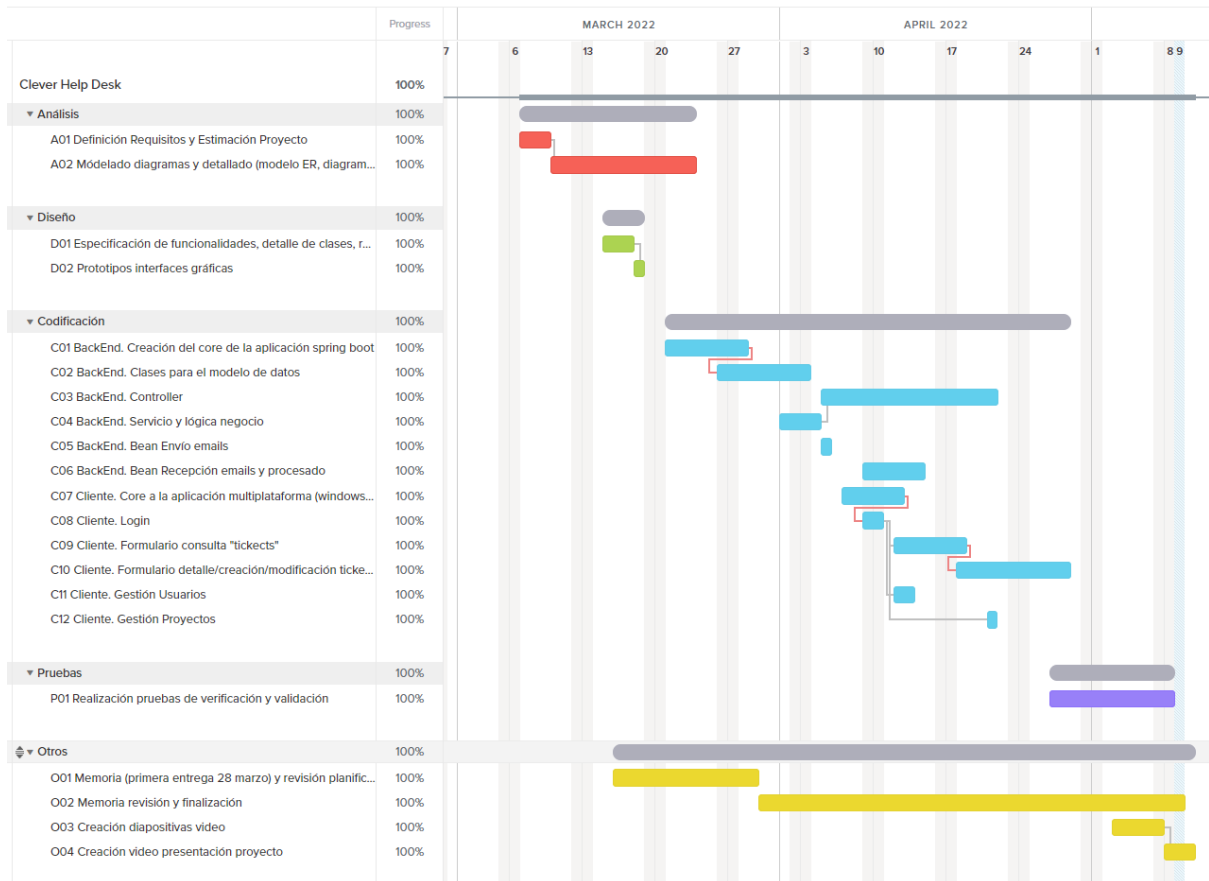 Progress MARCH 2022 APRIL 2022
7 6 13 20 27 3 10 17 24 1 8 9
Clever Help Desk 100%
Análisis 100%
A01 Definición Requisitos y Estimación Proyecto 100%
A02 Módelado diagramas y detallado (modelo ER, diagram... 100%
Diseño 100%
D01 Especificación de funcionalidades, detalle de clases, r... 100%
D02 Prototipos interfaces gráficas 100%
Codificación 100%
C01 BackEnd. Creación del core de la aplicación spring boot 100%
C02 BackEnd. Clases para el modelo de datos 100%
C03 BackEnd. Controller 100%
C04 BackEnd. Servicio y lógica negocio 100%
C05 BackEnd. Bean Envío emails 100%
C06 BackEnd. Bean Recepción emails y procesado 100%
C07 Cliente. Core a la aplicación multiplataforma (windows... 100%
C08 Cliente. Login 100%
C09 Cliente. Formulario consulta "tickects" 100%
C10 Cliente. Formulario detalle/creación/modificación ticke... 100%
C11 Cliente. Gestión Usuarios 100%
C12 Cliente. Gestión Proyectos 100%
Pruebas 100%
P01 Realización pruebas de verificación y validación 100%
Otros 100%
O01 Memoria (primera entrega 28 marzo) y revisión planific... 100%
O02 Memoria revisión y finalización 100%
O03 Creación diapositivas video 100%
O04 Creación video presentación proyecto 100%